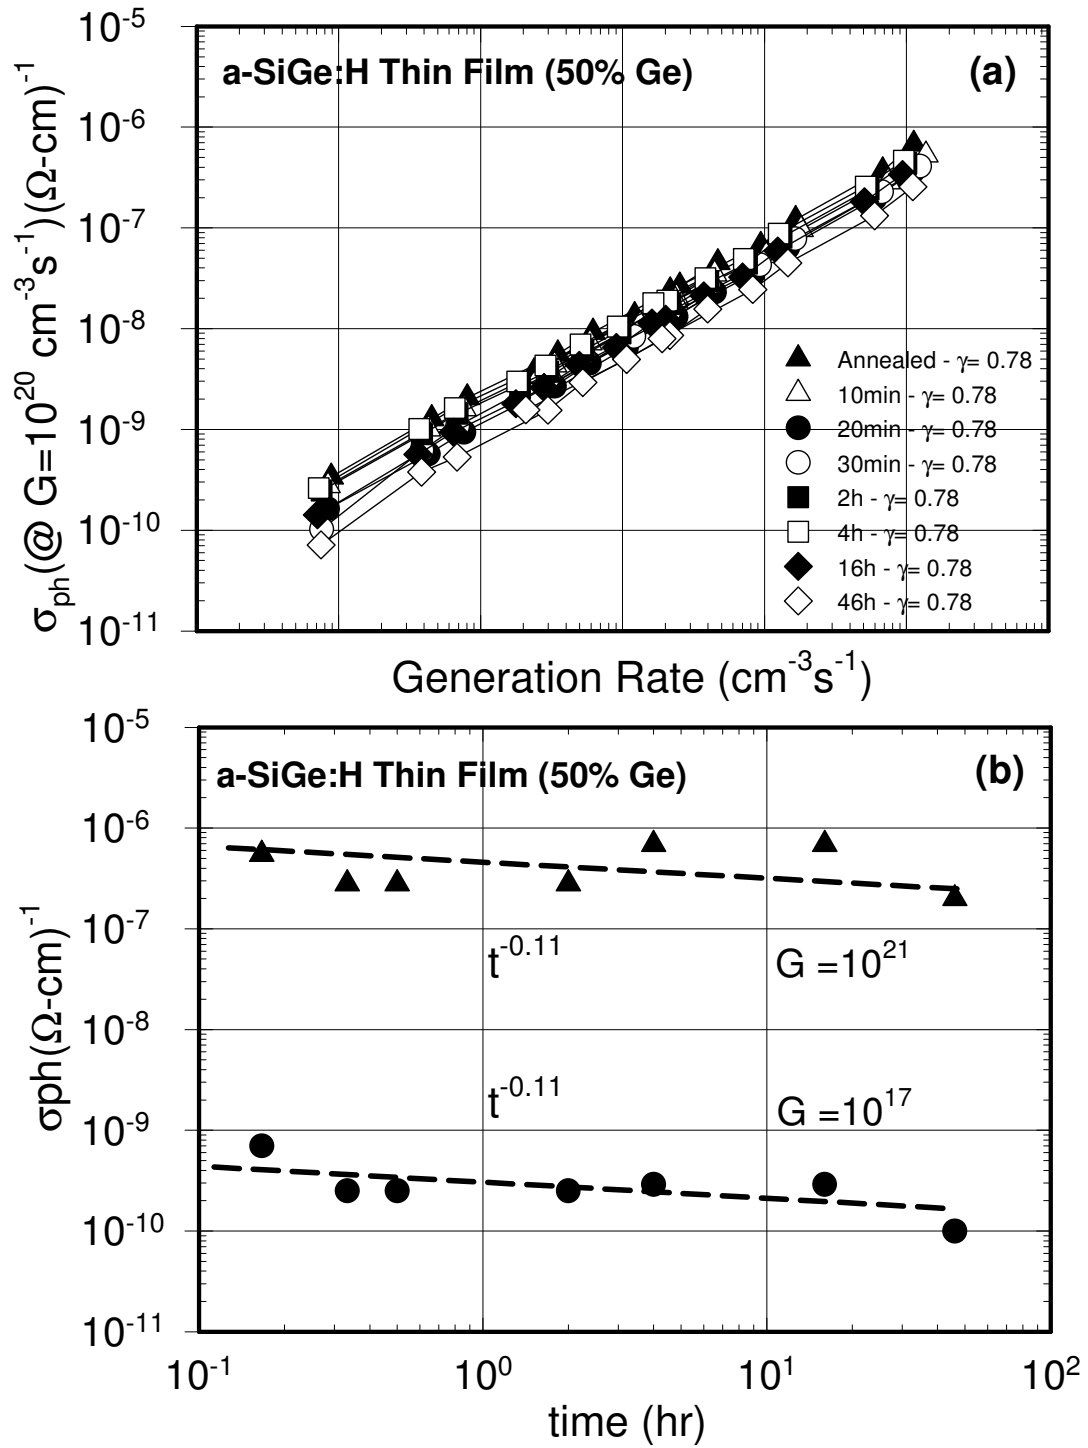 10⁻⁵
a-SiGe:H Thin Film (50% Ge)
(a)
10⁻⁶
10⁻⁷
10⁻⁸
10⁻⁹
10⁻¹⁰
10⁻¹¹
σph(@ G=10²⁰ cm⁻³s⁻¹)(Ω-cm)⁻¹
Annealed - γ= 0.78
10min - γ= 0.78
20min - γ= 0.78
30min - γ= 0.78
2h - γ= 0.78
4h - γ= 0.78
16h - γ= 0.78
46h - γ= 0.78
Generation Rate (cm⁻³s⁻¹)
10⁻⁵
a-SiGe:H Thin Film (50% Ge)
(b)
10⁻⁶
10⁻⁷
10⁻⁸
10⁻⁹
10⁻¹⁰
10⁻¹¹
σph(Ω-cm)⁻¹
t⁻⁰·¹¹
G =10²¹
t⁻⁰·¹¹
G =10¹⁷
10⁻¹ 10⁰ 10¹ 10²
time (hr)